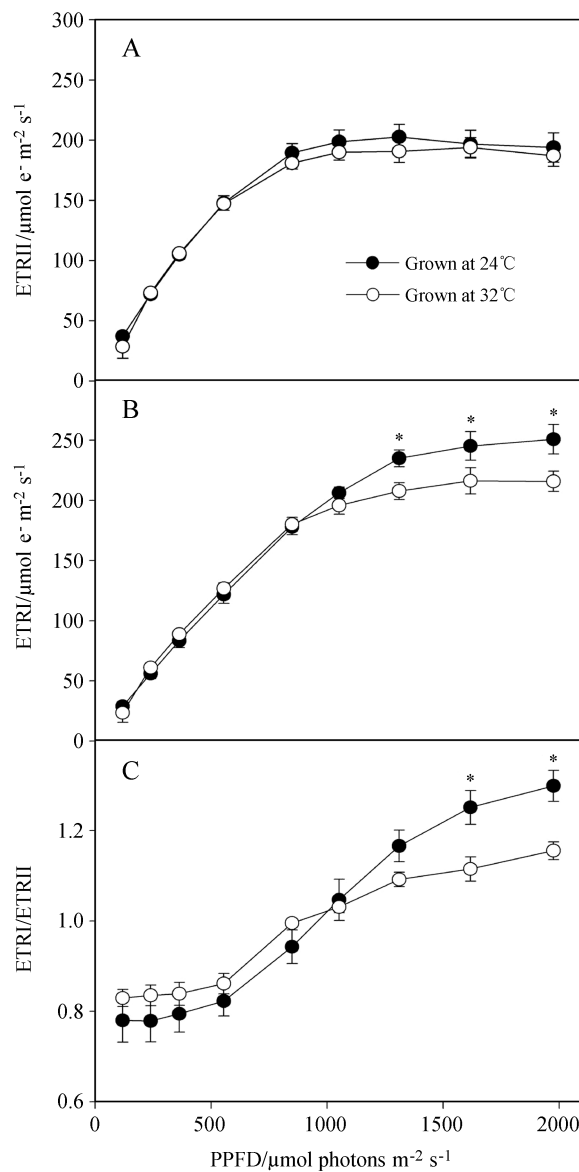 A
300
250
200
150
100
50
0
ETRII/μmol e⁻ m⁻² s⁻¹
Grown at 24℃
Grown at 32℃
B
250
200
150
100
50
0
ETRI/μmol e⁻ m⁻² s⁻¹
* * *
C
1.2
1.0
0.8
0.6
ETRI/ETRII
* *
0 500 1000 1500 2000
PPFD/μmol photons m⁻² s⁻¹